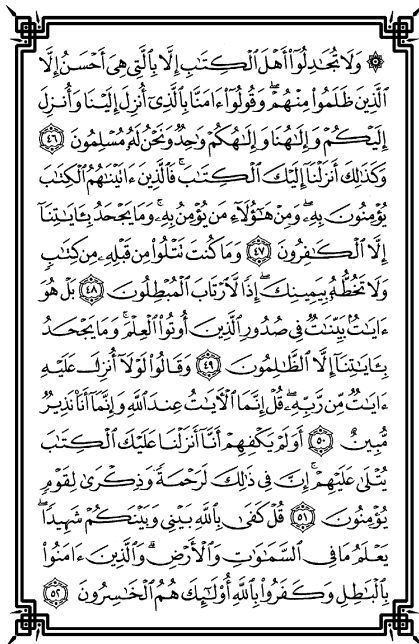 ۞ وَلَا تُجَٰدِلُوٓا۟ أَهْلَ ٱلْكِتَٰبِ إِلَّا بِٱلَّتِى هِىَ أَحْسَنُ إِلَّا
ٱلَّذِينَ ظَلَمُوا۟ مِنْهُمْ ۖ وَقُولُوٓا۟ ءَامَنَّا بِٱلَّذِىٓ أُنزِلَ إِلَيْنَا وَأُنزِلَ
إِلَيْكُمْ وَإِلَٰهُنَا وَإِلَٰهُكُمْ وَٰحِدٌ وَنَحْنُ لَهُۥ مُسْلِمُونَ ٤٦
وَكَذَٰلِكَ أَنزَلْنَآ إِلَيْكَ ٱلْكِتَٰبَ ۚ فَٱلَّذِينَ ءَاتَيْنَٰهُمُ ٱلْكِتَٰبَ
يُؤْمِنُونَ بِهِۦ ۖ وَمِنْ هَٰٓؤُلَآءِ مَن يُؤْمِنُ بِهِۦ ۚ وَمَا يَجْحَدُ بِـَٔايَٰتِنَآ
إِلَّا ٱلْكَٰفِرُونَ ٤٧ وَمَا كُنتَ تَتْلُوا۟ مِن قَبْلِهِۦ مِن كِتَٰبٍ
وَلَا تَخُطُّهُۥ بِيَمِينِكَ ۖ إِذًا لَّٱرْتَابَ ٱلْمُبْطِلُونَ ٤٨ بَلْ هُوَ
ءَايَٰتٌۢ بَيِّنَٰتٌ فِى صُدُورِ ٱلَّذِينَ أُوتُوا۟ ٱلْعِلْمَ ۚ وَمَا يَجْحَدُ
بِـَٔايَٰتِنَآ إِلَّا ٱلظَّٰلِمُونَ ٤٩ وَقَالُوا۟ لَوْلَآ أُنزِلَ عَلَيْهِ
ءَايَٰتٌ مِّن رَّبِّهِۦ ۖ قُلْ إِنَّمَا ٱلْءَايَٰتُ عِندَ ٱللَّهِ وَإِنَّمَآ أَنَا۠ نَذِيرٌ
مُّبِينٌ ٥٠ أَوَلَمْ يَكْفِهِمْ أَنَّآ أَنزَلْنَا عَلَيْكَ ٱلْكِتَٰبَ
يُتْلَىٰ عَلَيْهِمْ ۚ إِنَّ فِى ذَٰلِكَ لَرَحْمَةً وَذِكْرَىٰ لِقَوْمٍ
يُؤْمِنُونَ ٥١ قُلْ كَفَىٰ بِٱللَّهِ بَيْنِى وَبَيْنَكُمْ شَهِيدًا ۖ
يَعْلَمُ مَا فِى ٱلسَّمَٰوَٰتِ وَٱلْأَرْضِ ۗ وَٱلَّذِينَ ءَامَنُوا۟
بِٱلْبَٰطِلِ وَكَفَرُوا۟ بِٱللَّهِ أُو۟لَٰٓئِكَ هُمُ ٱلْخَٰسِرُونَ ٥٢